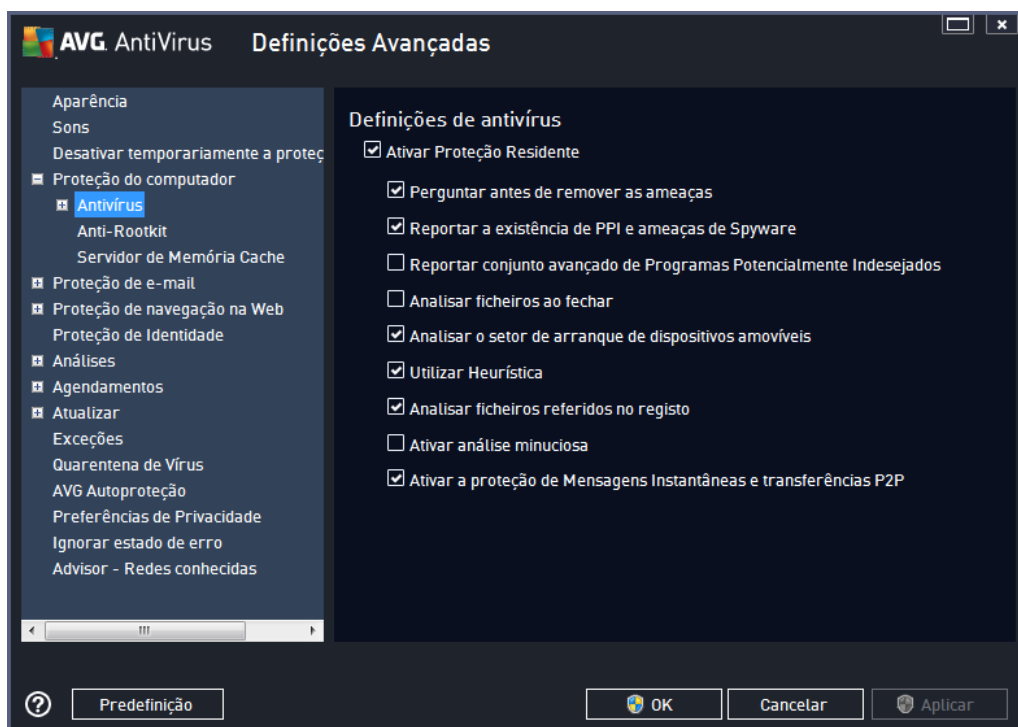 AVG. AntiVirus Definições Avançadas
Aparência
Sons
Desativar temporariamente a proteç
Proteção do computador
Antivírus
Anti-Rootkit
Servidor de Memória Cache
Proteção de e-mail
Proteção de navegação na Web
Proteção de Identidade
Análises
Agendamentos
Atualizar
Exceções
Quarentena de Vírus
AVG Autoproteção
Preferências de Privacidade
Ignorar estado de erro
Advisor - Redes conhecidas
Definições de antivírus
Ativar Proteção Residente
Perguntar antes de remover as ameaças
Reportar a existência de PPI e ameaças de Spyware
Reportar conjunto avançado de Programas Potencialmente Indesejados
Analisar ficheiros ao fechar
Analisar o setor de arranque de dispositivos amovíveis
Utilizar Heurística
Analisar ficheiros referidos no registo
Ativar análise minuciosa
Ativar a proteção de Mensagens Instantâneas e transferências P2P
? Predefinição OK Cancelar Aplicar